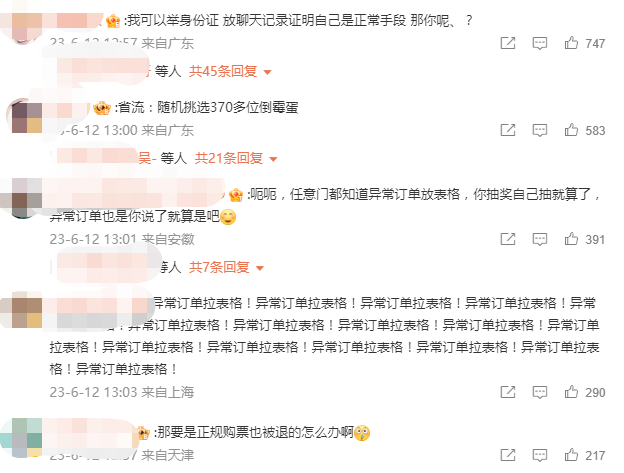 :我可以举身份证 放聊天记录证明自己是正常手段 那你呢、？
23-6-12 12:57 来自广东
747
等人 共45条回复
:省流：随机挑选370多位倒霉蛋
23-6-12 13:00 来自广东
583
昊- 等人 共21条回复
:呃呃，任意门都知道异常订单放表格，你抽奖自己抽就算了，
异常订单也是你说了就算是吧
23-6-12 13:01 来自安徽
391
等人 共7条回复
异常订单拉表格！异常订单拉表格！异常订单拉表格！异常订单拉表格！异常
格！异常订单拉表格！异常订单拉表格！异常订单拉表格！异常订单拉表格！异常订单
拉表格！异常订单拉表格！异常订单拉表格！异常订单拉表格！异常订单拉表格！异常订单拉表
格！异常订单拉表格！
23-6-12 13:03 来自上海
290
:那要是正规购票也被退的怎么办啊
来自天津
217